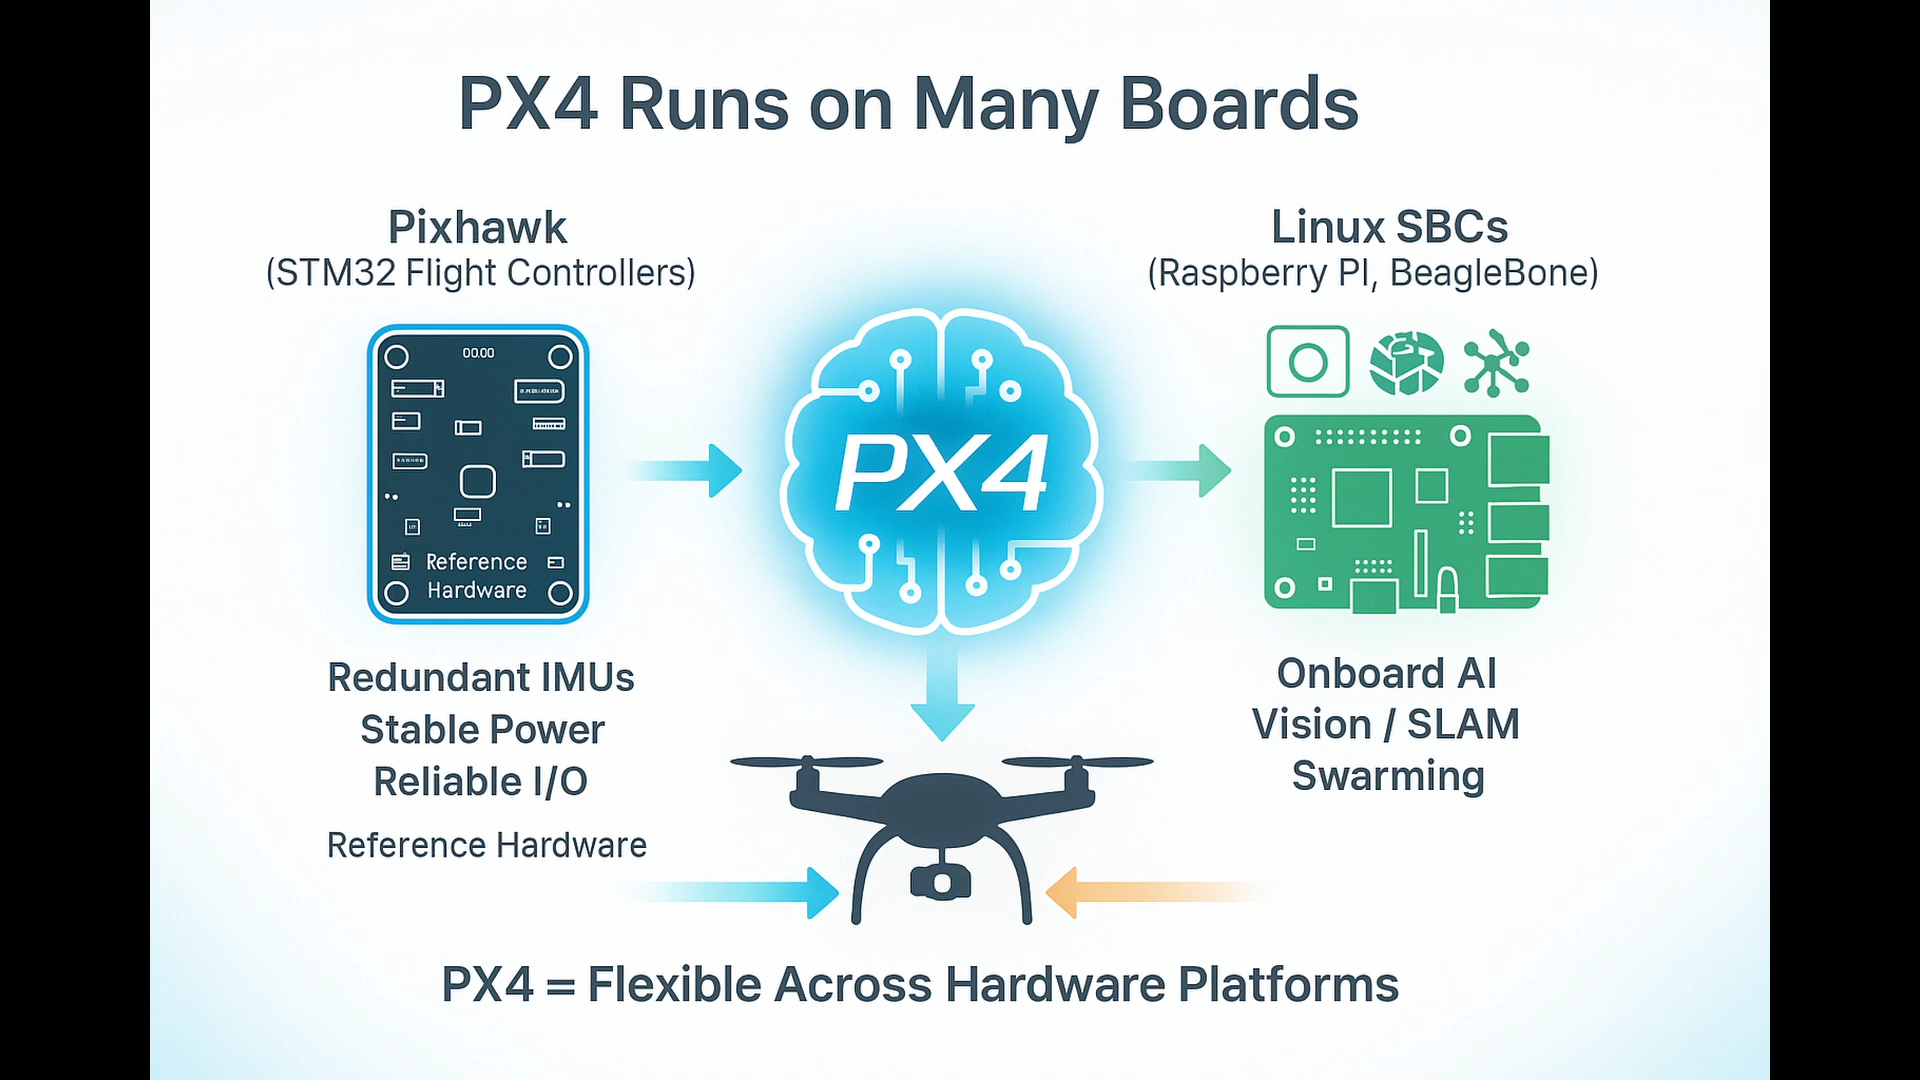 PX4 Runs on Many Boards
Pixhawk
(STM32 Flight Controllers)
00.00
Reference
Hardware
Redundant IMUs
Stable Power
Reliable I/O
Reference Hardware
PX4
Linux SBCs
(Raspberry PI, BeagleBone)
Onboard AI
Vision / SLAM
Swarming
PX4 = Flexible Across Hardware Platforms